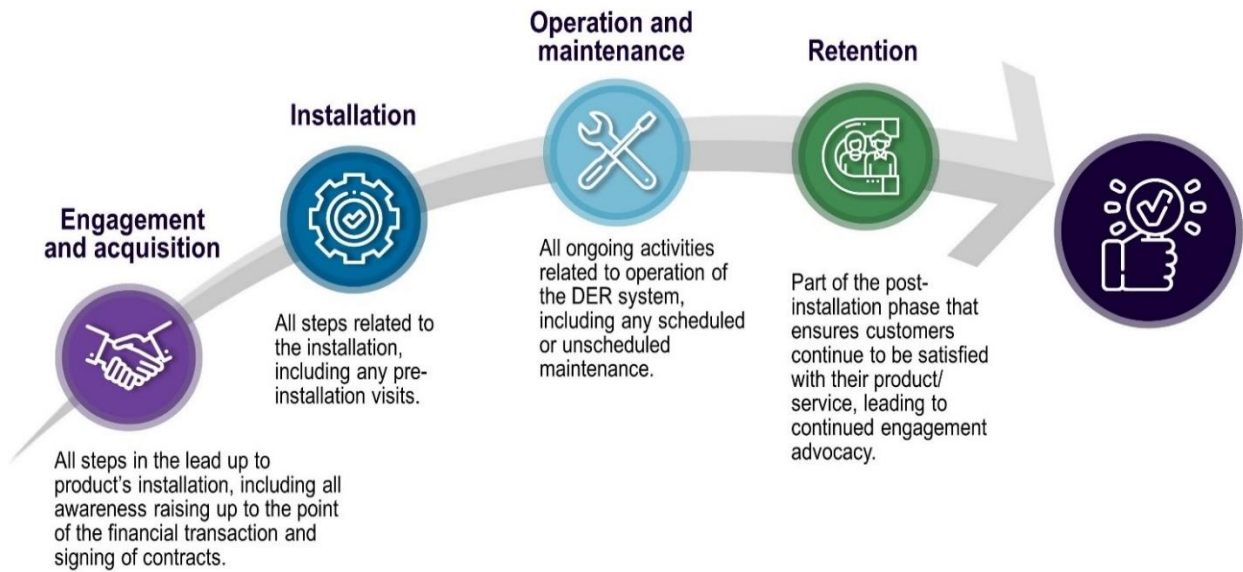 Engagement
and acquisition
All steps in the lead up to
product's installation, including all
awareness raising up to the point
of the financial transaction and
signing of contracts.
Installation
All steps related to
the installation,
including any pre-
installation visits.
Operation and
maintenance
All ongoing activities
related to operation of
the DER system,
including any scheduled
or unscheduled
maintenance.
Retention
Part of the post-
installation phase that
ensures customers
continue to be satisfied
with their product/
service, leading to
continued engagement
advocacy.